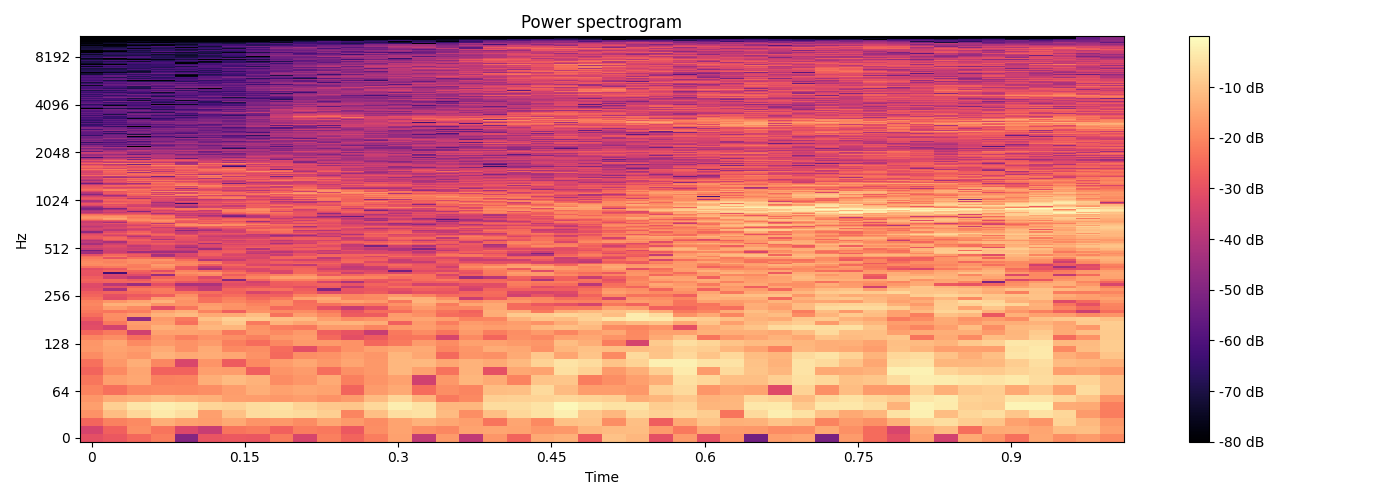 Power spectrogram
Hz
8192
4096
2048
1024
512
256
128
64
0
0 0.15 0.3 0.45 0.6 0.75 0.9
Time
-10 dB
-20 dB
-30 dB
-40 dB
-50 dB
-60 dB
-70 dB
-80 dB